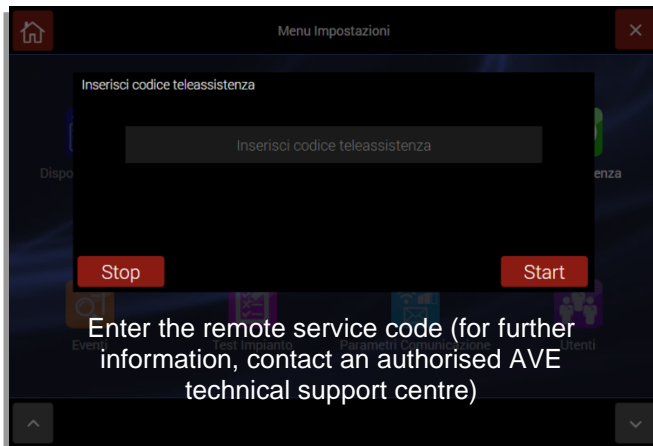 Menu Impostazioni
Inserisci codice teleassistenza
Inserisci codice teleassistenza
enza
Stop
Start
Enter the remote service code (for further
information, contact an authorised AVE
technical support centre)
Eventi
Test Impianto
Parametri Comunicazione
Utenti